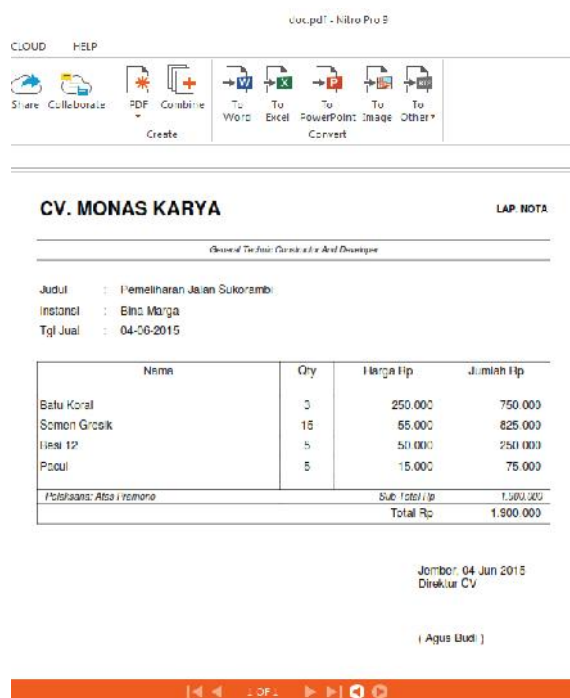 doc.pdf - Nitro Pro 9
CLOUD HELP
Share Collaborate PDF Combine To Word To Excel To PowerPoint To Image To Other
Create Convert
CV. MONAS KARYA LAP. NOTA
General Technic Constructor And Developer
Judul : Pemeliharan Jalan Sukorambi
Instansi : Bina Marga
Tgl Jual : 04-06-2015
Nama Qty Harga Rp Jumlah Rp
Batu Koral 3 250.000 750.000
Semen Gresik 15 55.000 825.000
Besi 12 5 50.000 250.000
Pacul 5 15.000 75.000
Pelaksana: Pramono Sub Total Rp 1.900.000
Total Rp 1.900.000
Jember, 04 Jun 2015
Direktur CV
( Agus Budi )
1 OF 1